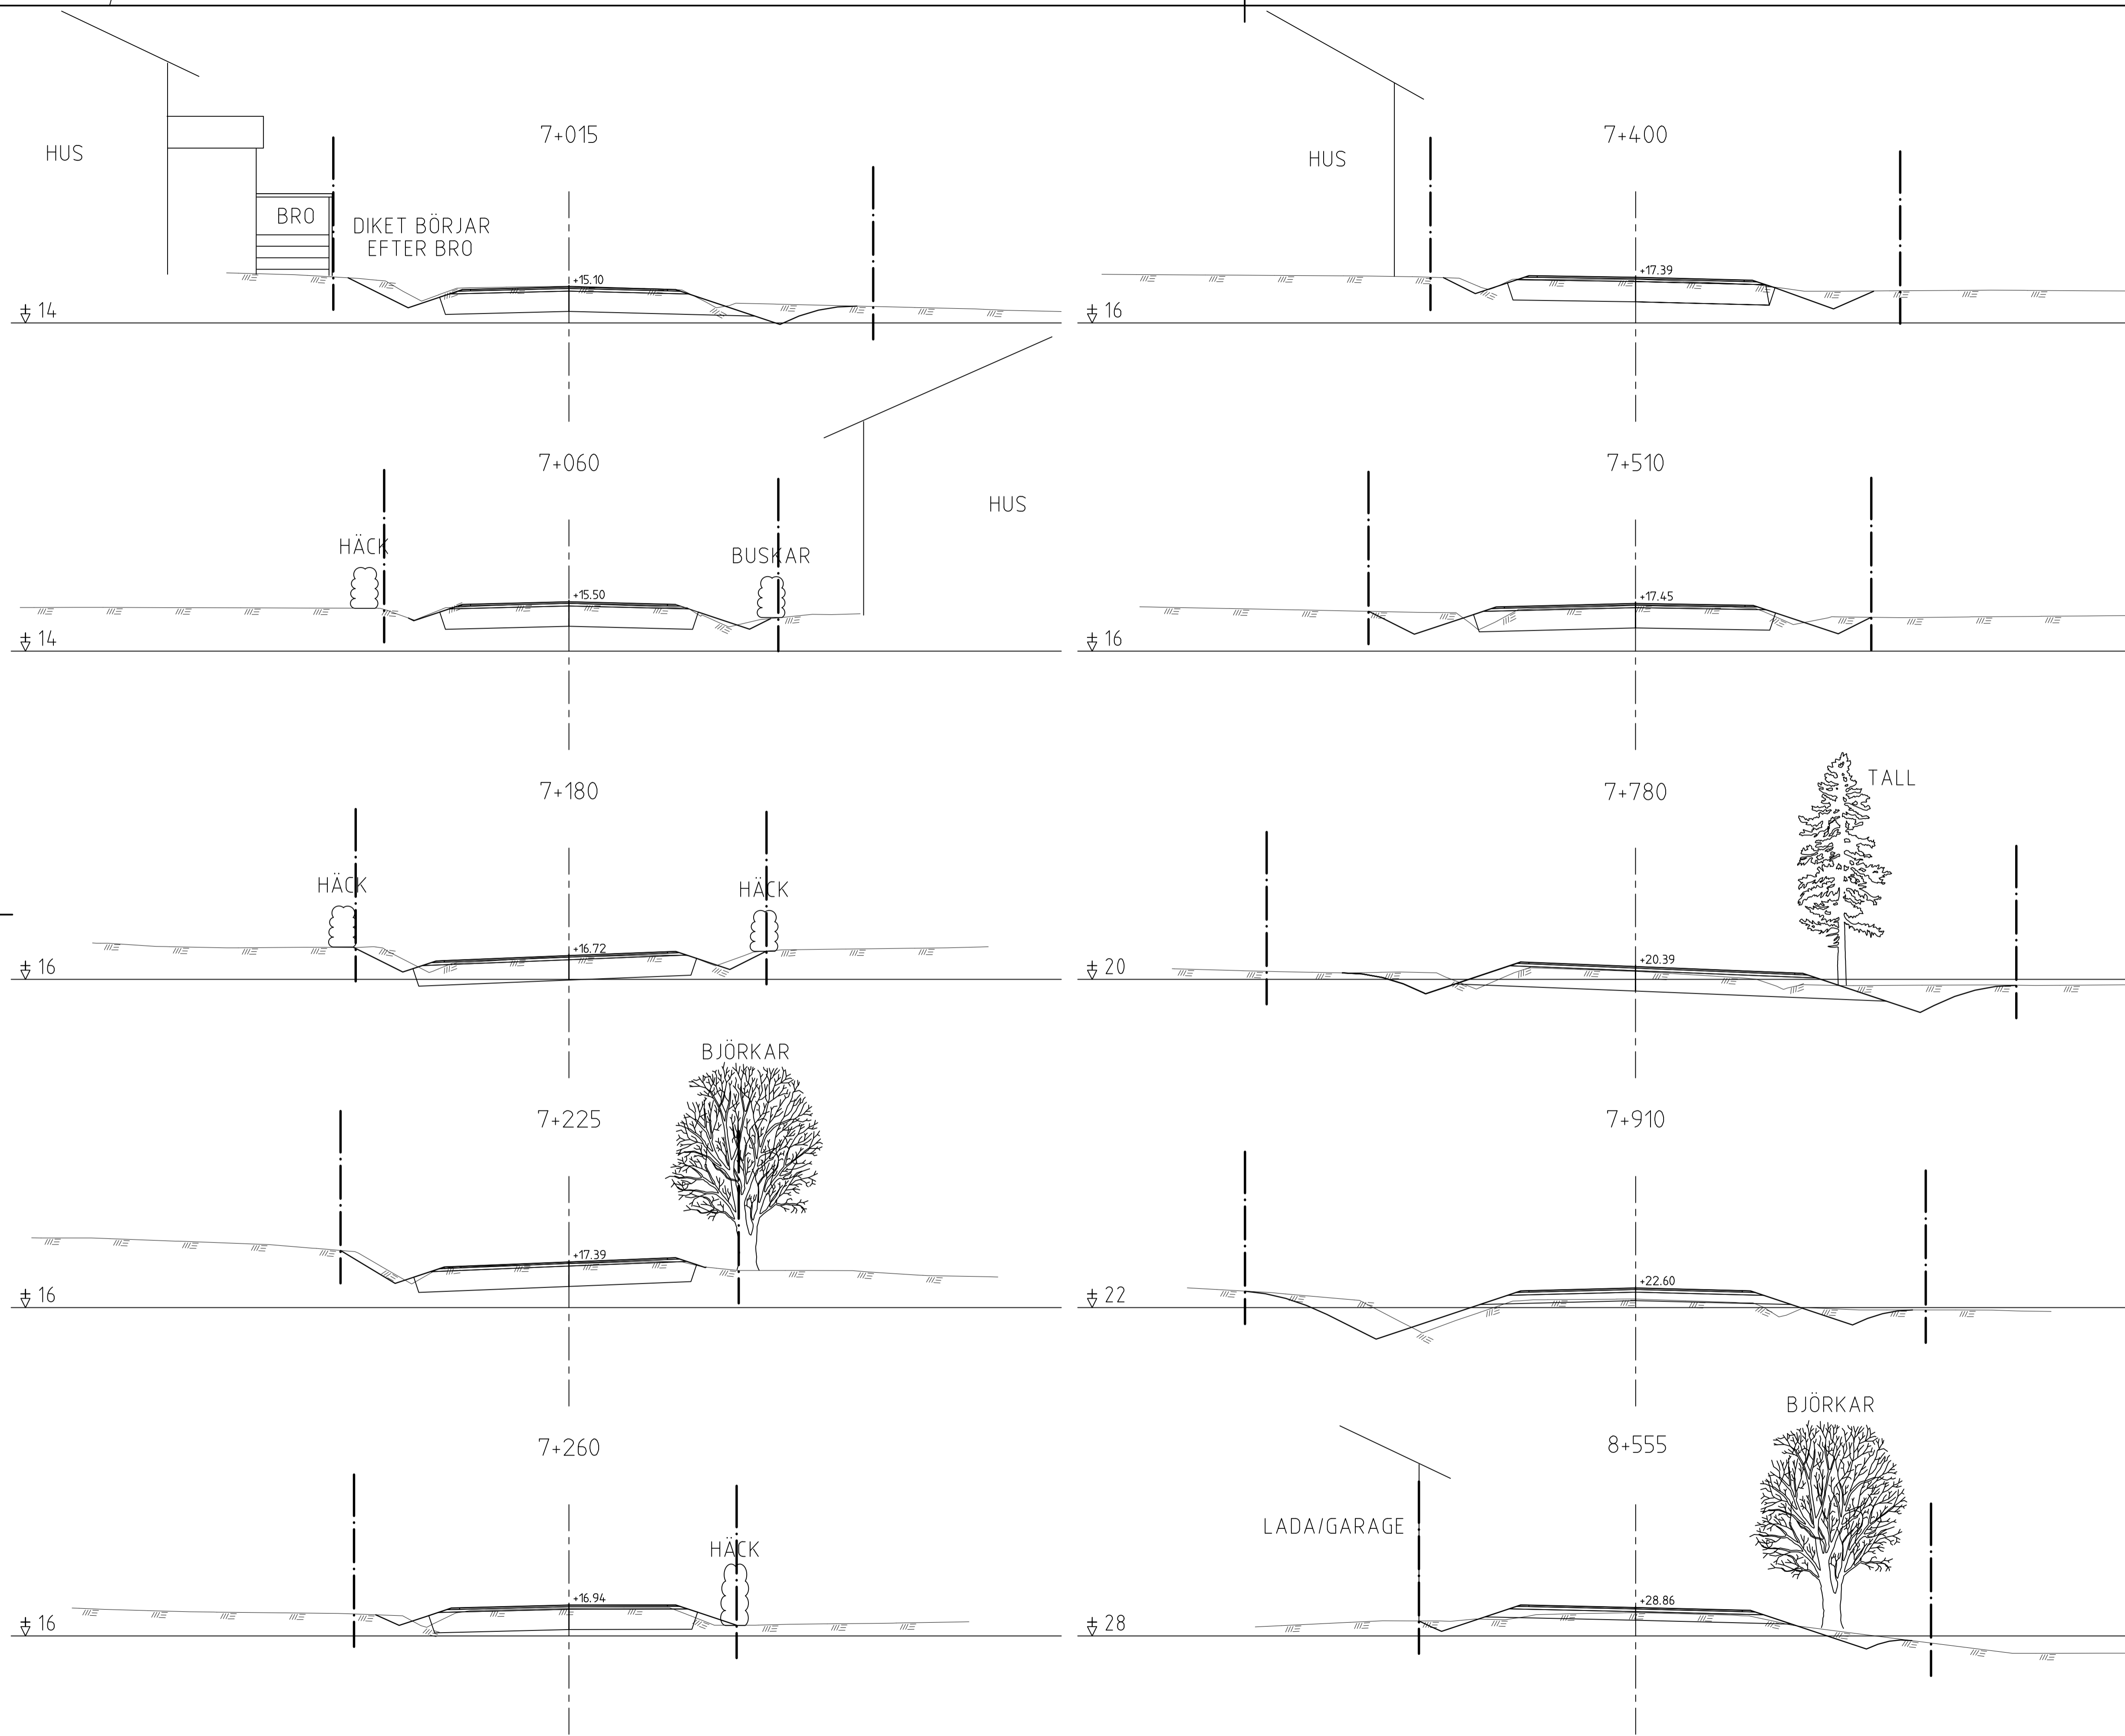 7+015
HUS
BRO
DIKET BÖRJAR
EFTER BRO
+15.10
± 14
7+060
HÄCK
BUSKAR
HUS
+15.50
± 14
7+180
HÄCK
HÄCK
+16.72
± 16
BJÖRKAR
7+225
+17.39
± 16
7+260
HÄCK
+16.94
± 16
7+400
HUS
+17.39
± 16
7+510
+17.45
± 16
TALL
7+780
+20.39
± 20
7+910
+22.60
± 22
BJÖRKAR
8+555
LADA/GARAGE
+28.86
± 28